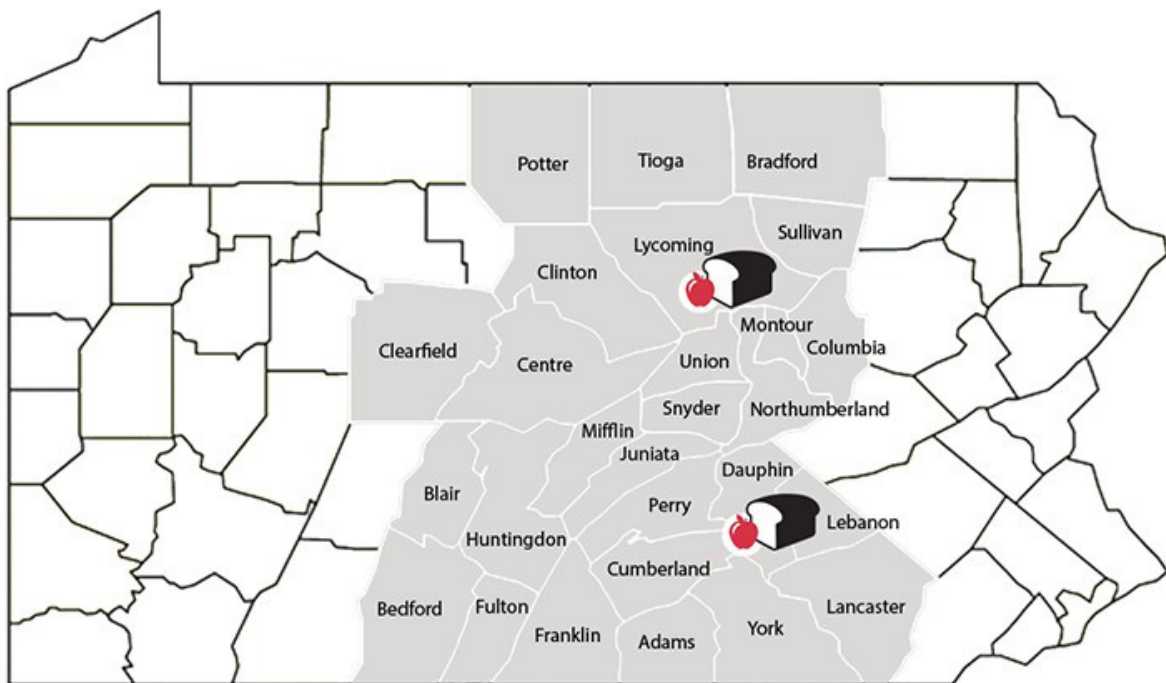 Potter
Tioga
Bradford
Sullivan
Lycoming
Clinton
Montour
Columbia
Clearfield
Centre
Union
Snyder
Northumberland
Mifflin
Juniata
Dauphin
Blair
Perry
Lebanon
Huntingdon
Cumberland
Bedford
Fulton
Lancaster
Franklin
Adams
York